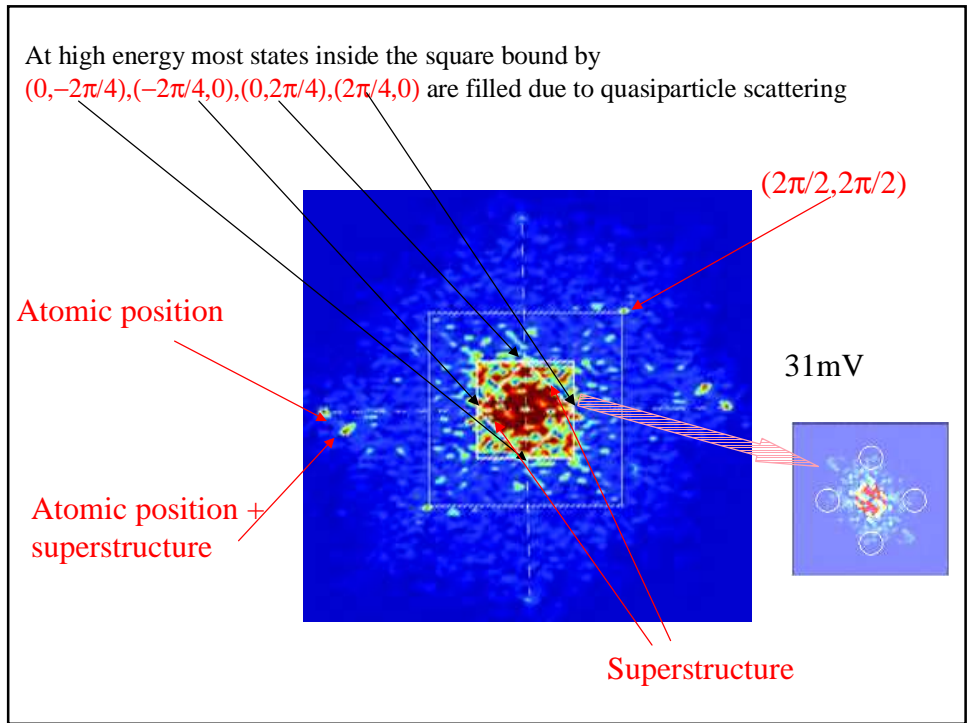 At high energy most states inside the square bound by
(0,−2π/4),(−2π/4,0),(0,2π/4),(2π/4,0) are filled due to quasiparticle scattering
(2π/2,2π/2)
Atomic position
31mV
Atomic position +
superstructure
Superstructure